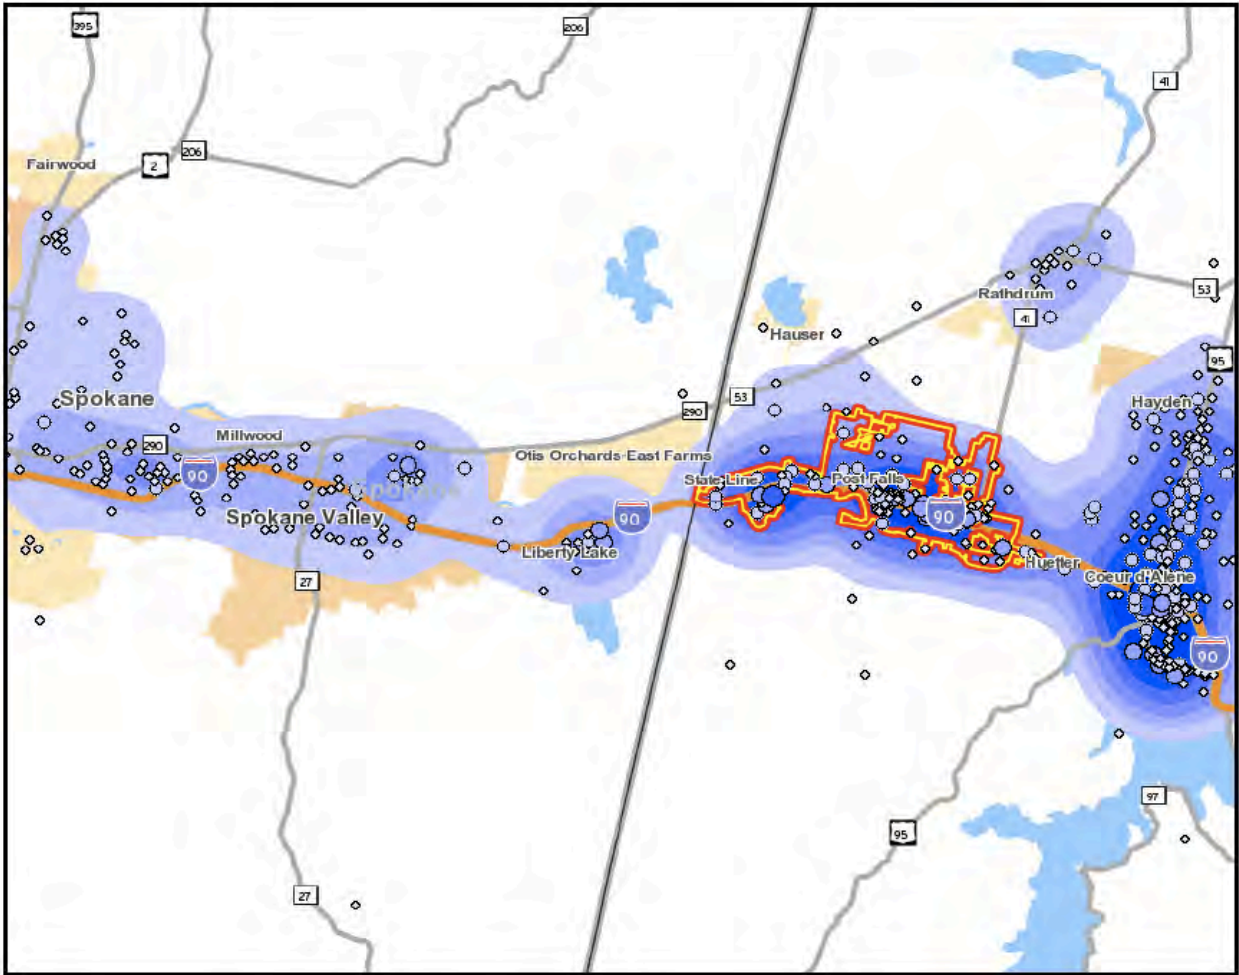 395
206
41
206
2
Fairwood
53
Rathdrum
41
Hauser
95
Spokane
53
290
Hayden
Millwood
290
Otis Orchards-East Farms
90
State Line
Post Falls
Spokane
Spokane Valley
90
90
Liberty Lake
Huetter
Coeur d'Alene
27
90
97
95
27